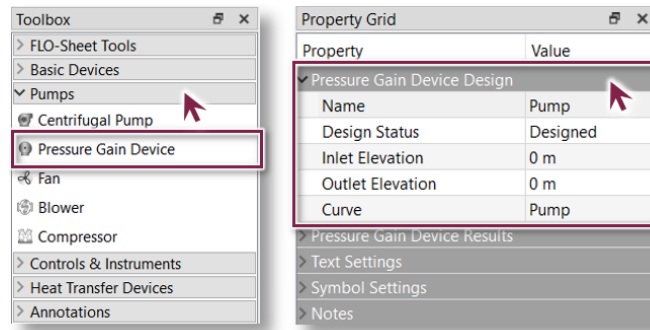 Toolbox
> FLO-Sheet Tools
> Basic Devices
Pumps
Centrifugal Pump
Pressure Gain Device
Fan
Blower
Compressor
> Controls & Instruments
> Heat Transfer Devices
> Annotations
Property Grid
Property Value
Pressure Gain Device Design
Name Pump
Design Status Designed
Inlet Elevation 0 m
Outlet Elevation 0 m
Curve Pump
> Pressure Gain Device Results
> Text Settings
> Symbol Settings
> Notes